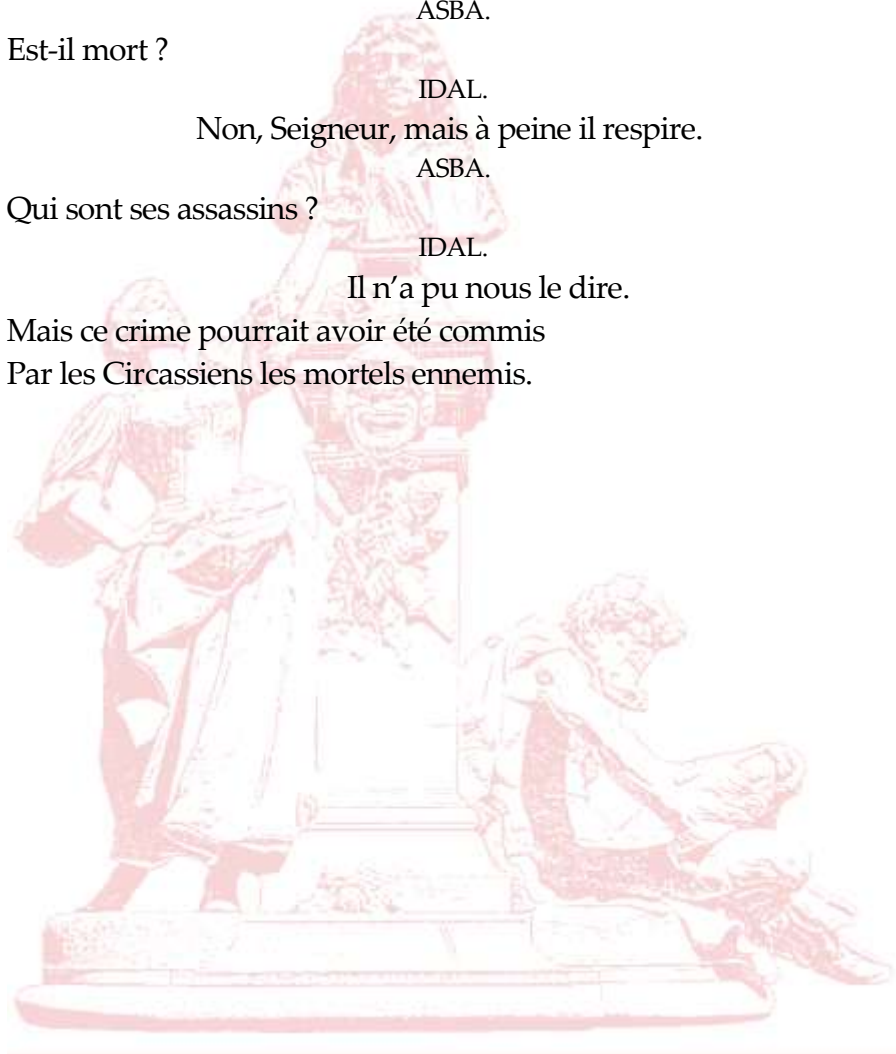 ASBA.
Est-il mort ?
IDAL.
Non, Seigneur, mais à peine il respire.
ASBA.
Qui sont ses assassins ?
IDAL.
Il n’a pu nous le dire.
Mais ce crime pourrait avoir été commis
Par les Circassiens les mortels ennemis.